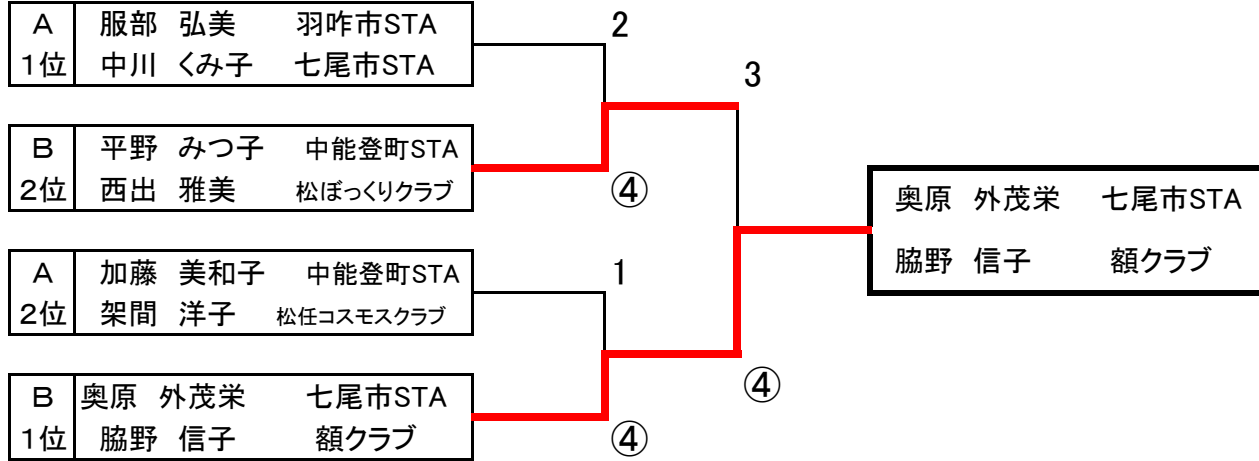 A 服部 弘美 羽咋市STA
1位 中川 くみ子 七尾市STA
2
3
B 平野 みつ子 中能登町STA
2位 西出 雅美 松ぼっくりクラブ
④
奥原 外茂栄 七尾市STA
脇野 信子 額クラブ
A 加藤 美和子 中能登町STA
2位 架間 洋子 松任コスモスクラブ
1
④
B 奥原 外茂栄 七尾市STA
1位 脇野 信子 額クラブ
④